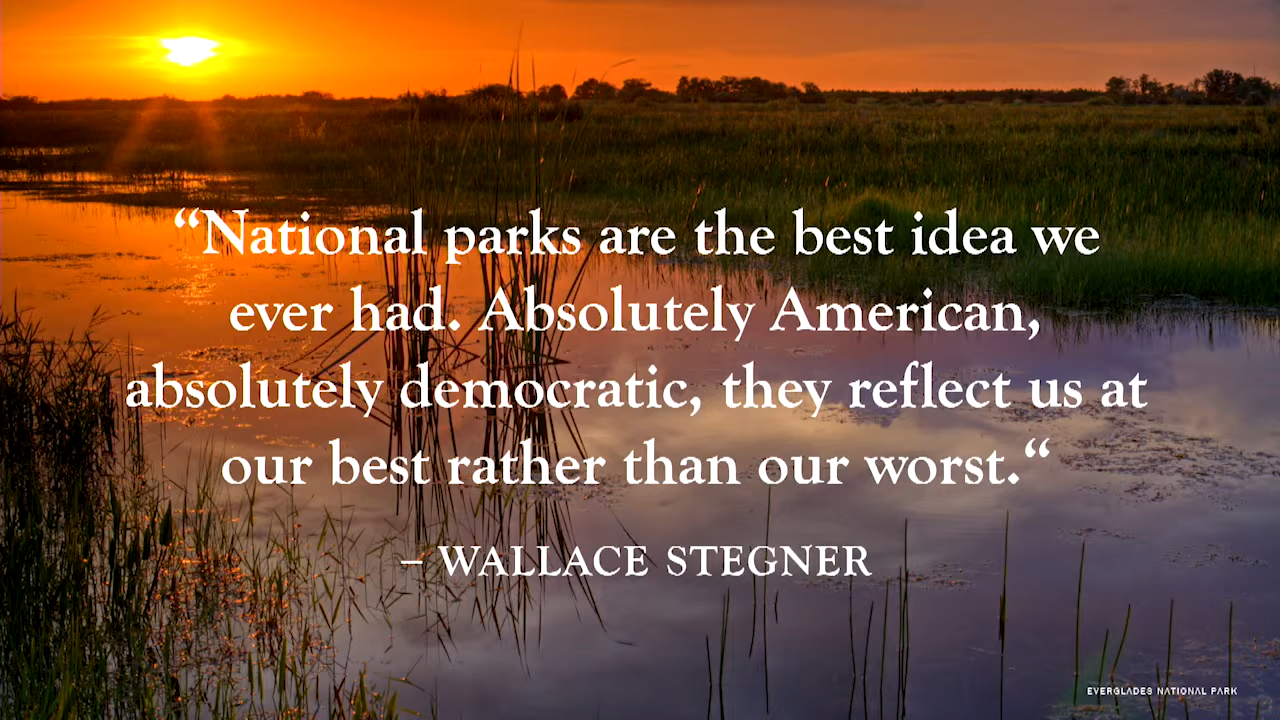 “National parks are the best idea we
ever had. Absolutely American,
absolutely democratic, they reflect us at
our best rather than our worst.“
– WALLACE STEGNER
EVERGLADES NATIONAL PARK